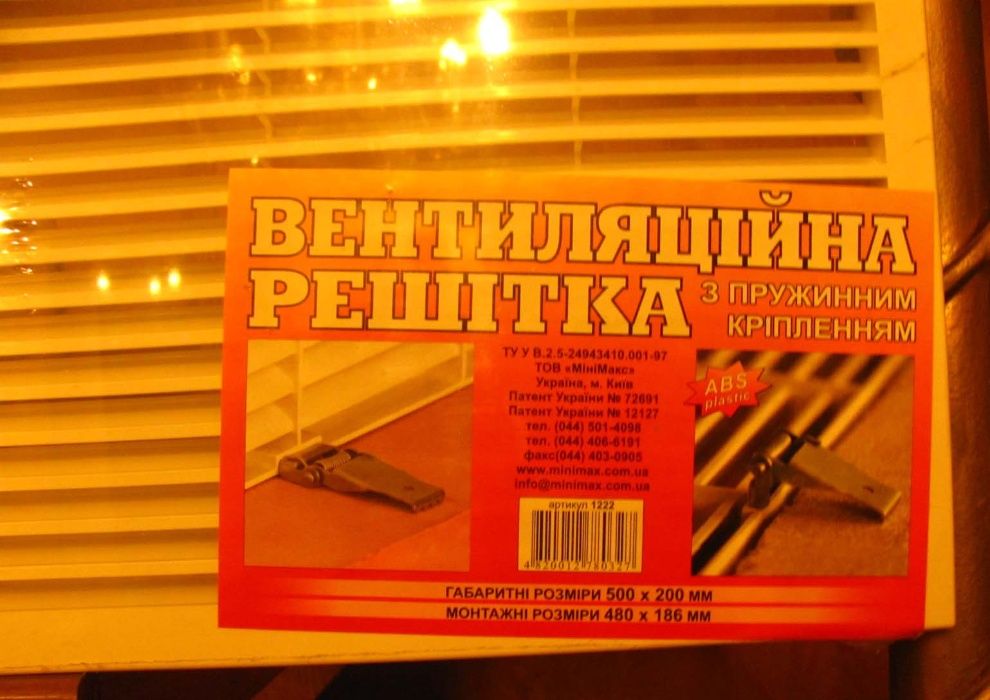 ВЕНТИЛЯЦІЙНА
РЕШІТКА З ПРУЖИННИМ
КРІПЛЕННЯМ
ТУ У В.2.5-24943410.001-97
ТОВ «МініМакс»
Україна, м. Київ
Патент України № 72691
Патент України № 12127
тел. (044) 501-4098
тел. (044) 406-6191
факс(044) 403-0905
www.minimax.com.ua
info@minimax.com.ua
ABS
plastic
артикул 1222
4820012780327
ГАБАРИТНІ РОЗМІРИ 500 х 200 ММ
МОНТАЖНІ РОЗМІРИ 480 х 186 ММ